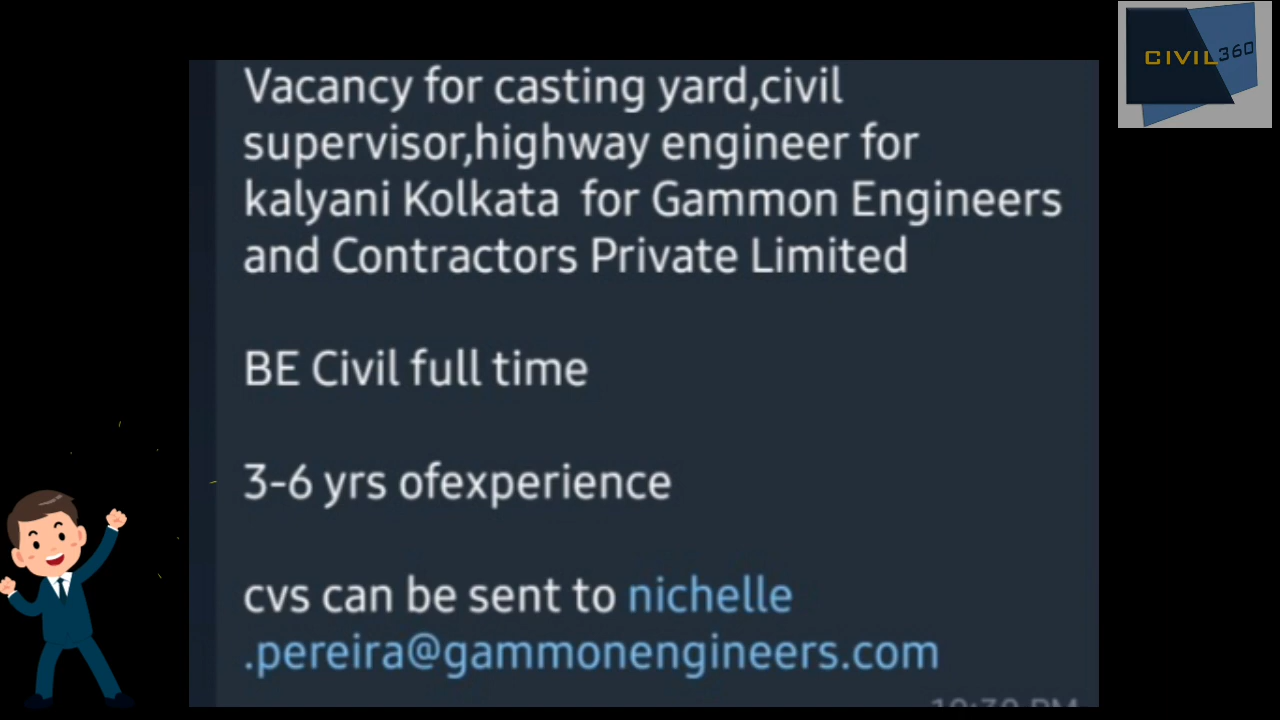 CIVIL360
Vacancy for casting yard,civil
supervisor,highway engineer for
kalyani Kolkata  for Gammon Engineers
and Contractors Private Limited
BE Civil full time
3-6 yrs ofexperience
cvs can be sent to nichelle
.pereira@gammonengineers.com